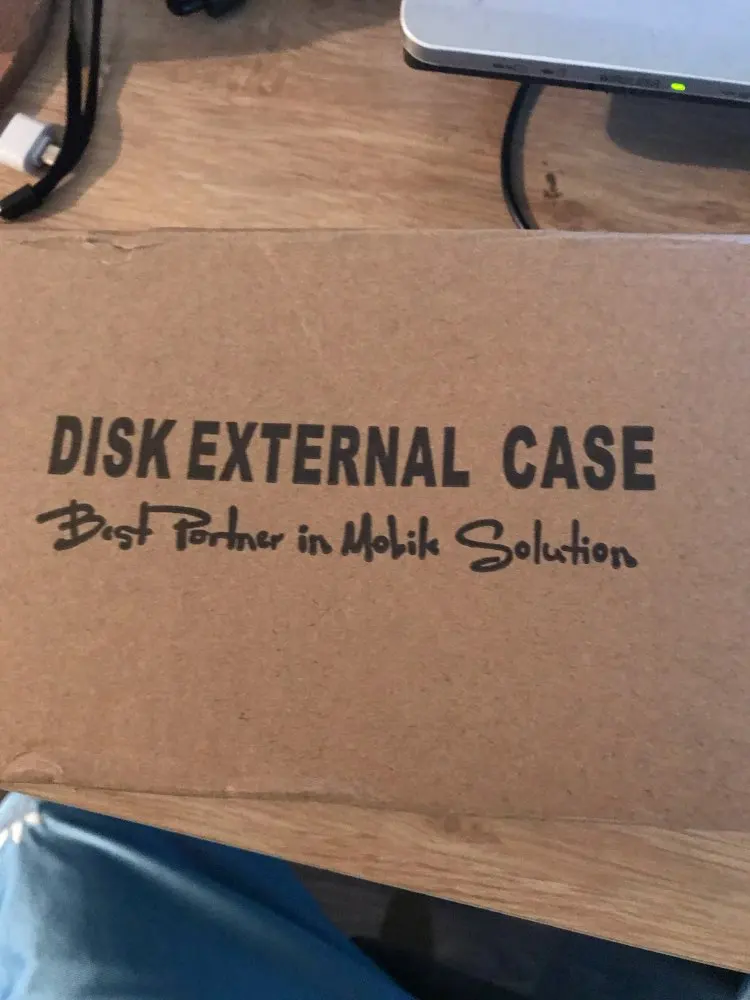 DISK EXTERNAL CASE
Best Partner in Mobile Solution